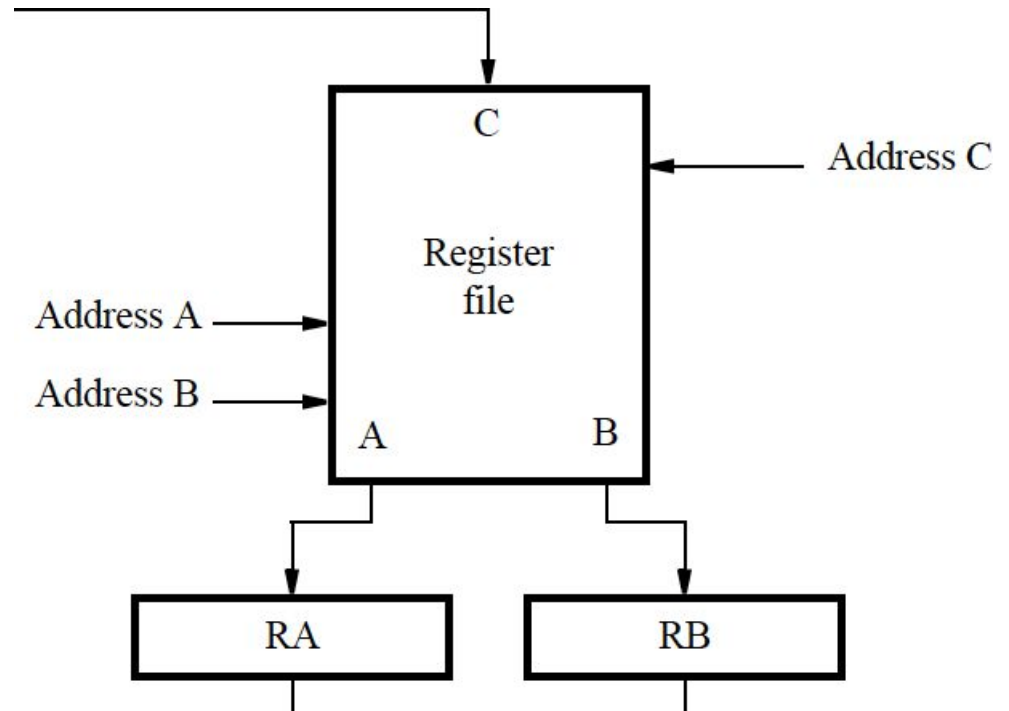 C
Address C
Register
file
Address A
Address B
A
B
RA
RB